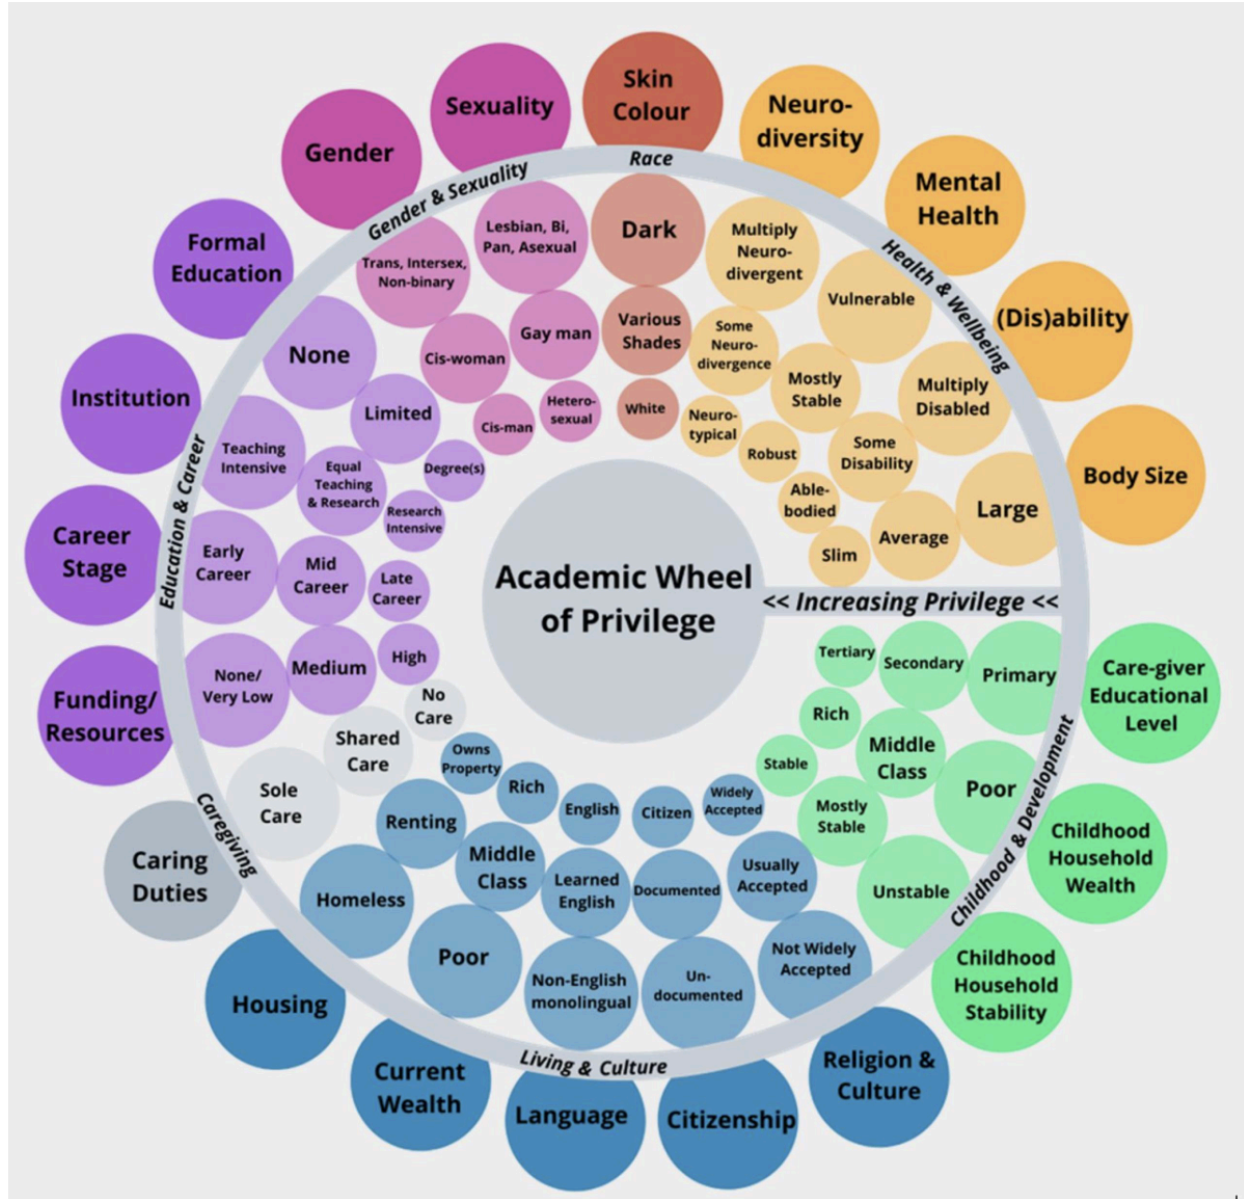 Academic Wheel
of Privilege
<< Increasing Privilege <<
Race
Skin
Colour
Dark
Various
Shades
White
Health & Wellbeing
Neuro-
diversity
Multiply
Neuro-
divergent
Some
Neuro-
divergence
Neuro-
typical
Mental
Health
Vulnerable
Mostly
Stable
Robust
(Dis)ability
Multiply
Disabled
Some
Disability
Able-
bodied
Body Size
Large
Average
Slim
Childhood & Development
Care-giver
Educational
Level
Primary
Secondary
Tertiary
Childhood
Household
Wealth
Poor
Middle
Class
Rich
Childhood
Household
Stability
Unstable
Mostly
Stable
Stable
Living & Culture
Religion &
Culture
Not Widely
Accepted
Usually
Accepted
Widely
Accepted
Citizenship
Un-
documented
Documented
Citizen
Language
Non-English
monolingual
Learned
English
English
Current
Wealth
Poor
Middle
Class
Rich
Housing
Homeless
Renting
Owns
Property
Caregiving
Caring
Duties
Sole
Care
Shared
Care
No
Care
Education & Career
Funding/
Resources
None/
Very Low
Medium
High
Career
Stage
Early
Career
Mid
Career
Late
Career
Institution
Teaching
Intensive
Equal
Teaching
& Research
Research
Intensive
Formal
Education
None
Limited
Degree(s)
Gender & Sexuality
Gender
Trans, Intersex,
Non-binary
Cis-woman
Cis-man
Sexuality
Lesbian, Bi,
Pan, Asexual
Gay man
Hetero-
sexual